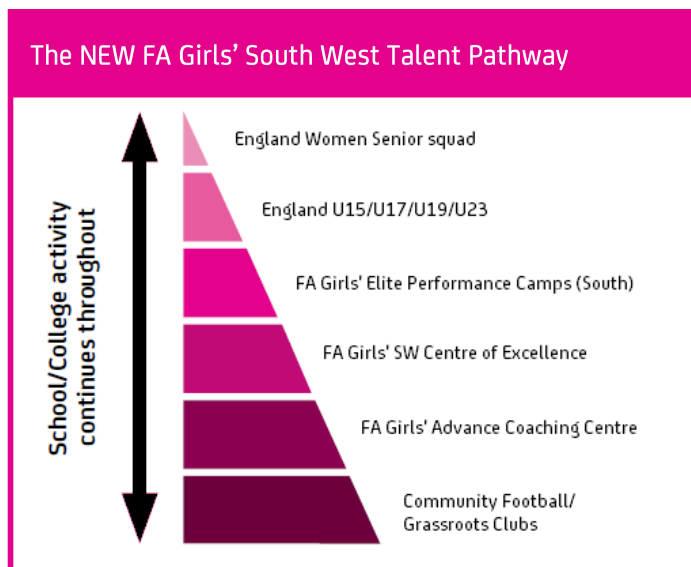 The NEW FA Girls' South West Talent Pathway
School/College activity
continues throughout
England Women Senior squad
England U15/U17/U19/U23
FA Girls' Elite Performance Camps (South)
FA Girls' SW Centre of Excellence
FA Girls' Advance Coaching Centre
Community Football/
Grassroots Clubs